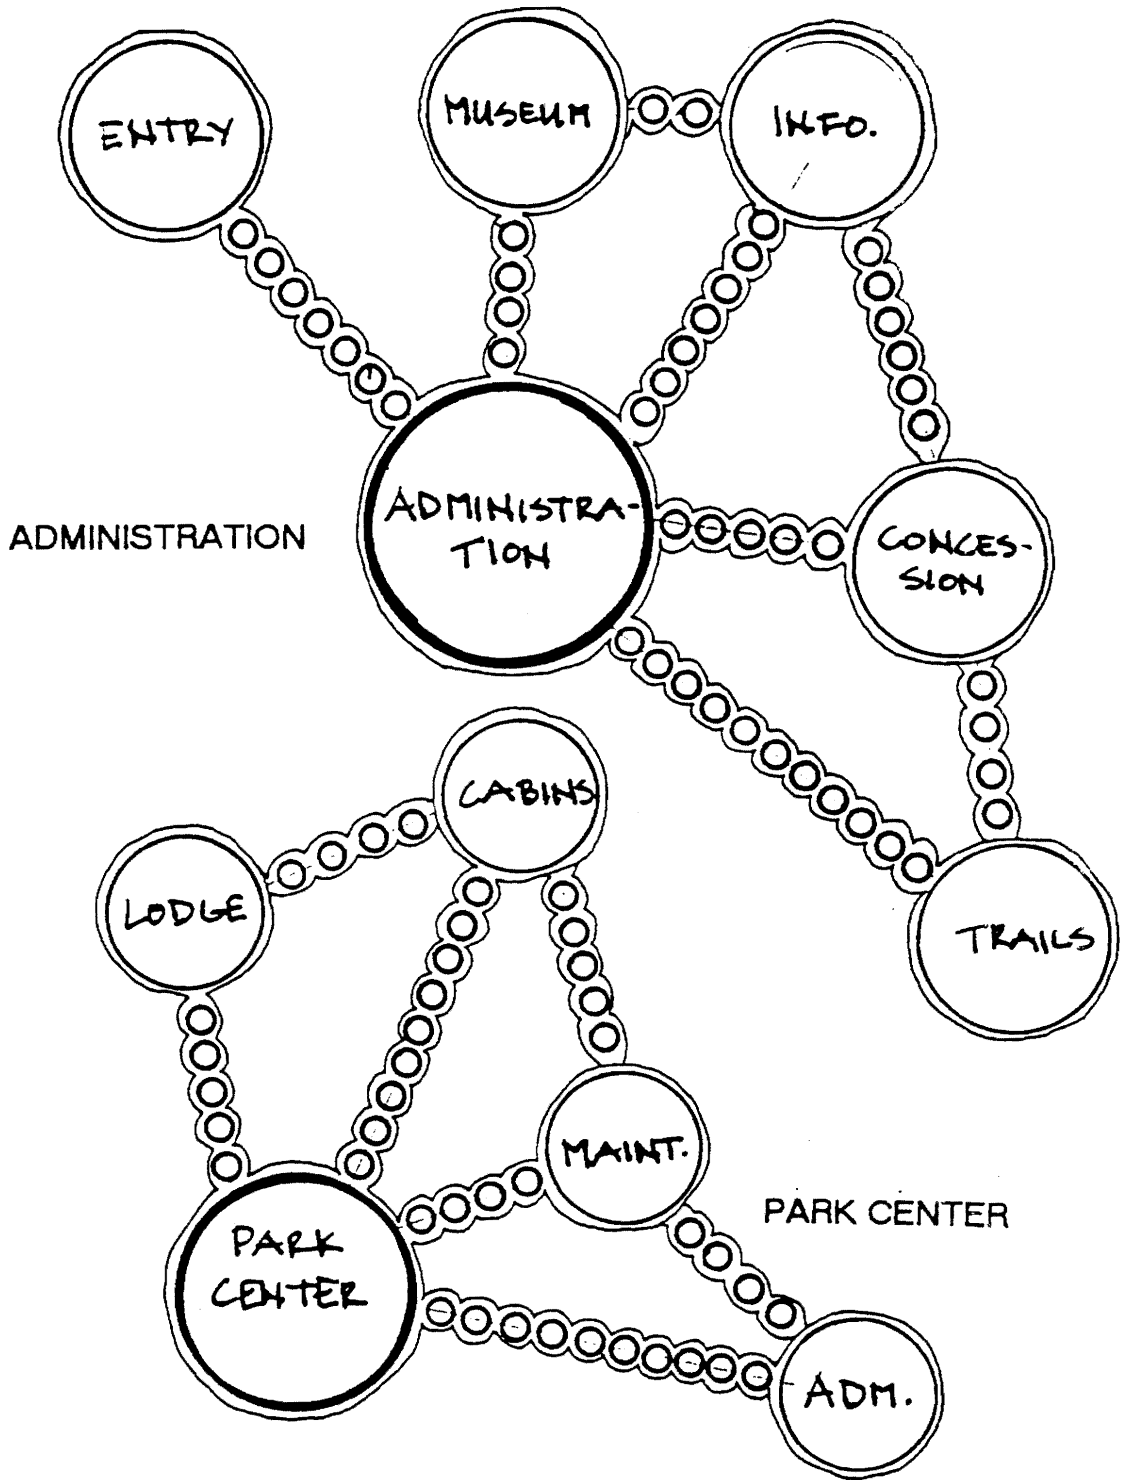 ENTRY
MUSEUM
INFO.
ADMINISTRA-
TION
ADMINISTRATION
CONCES-
SION
CABINS
LODGE
TRAILS
MAINT.
PARK CENTER
PARK
CENTER
ADM.